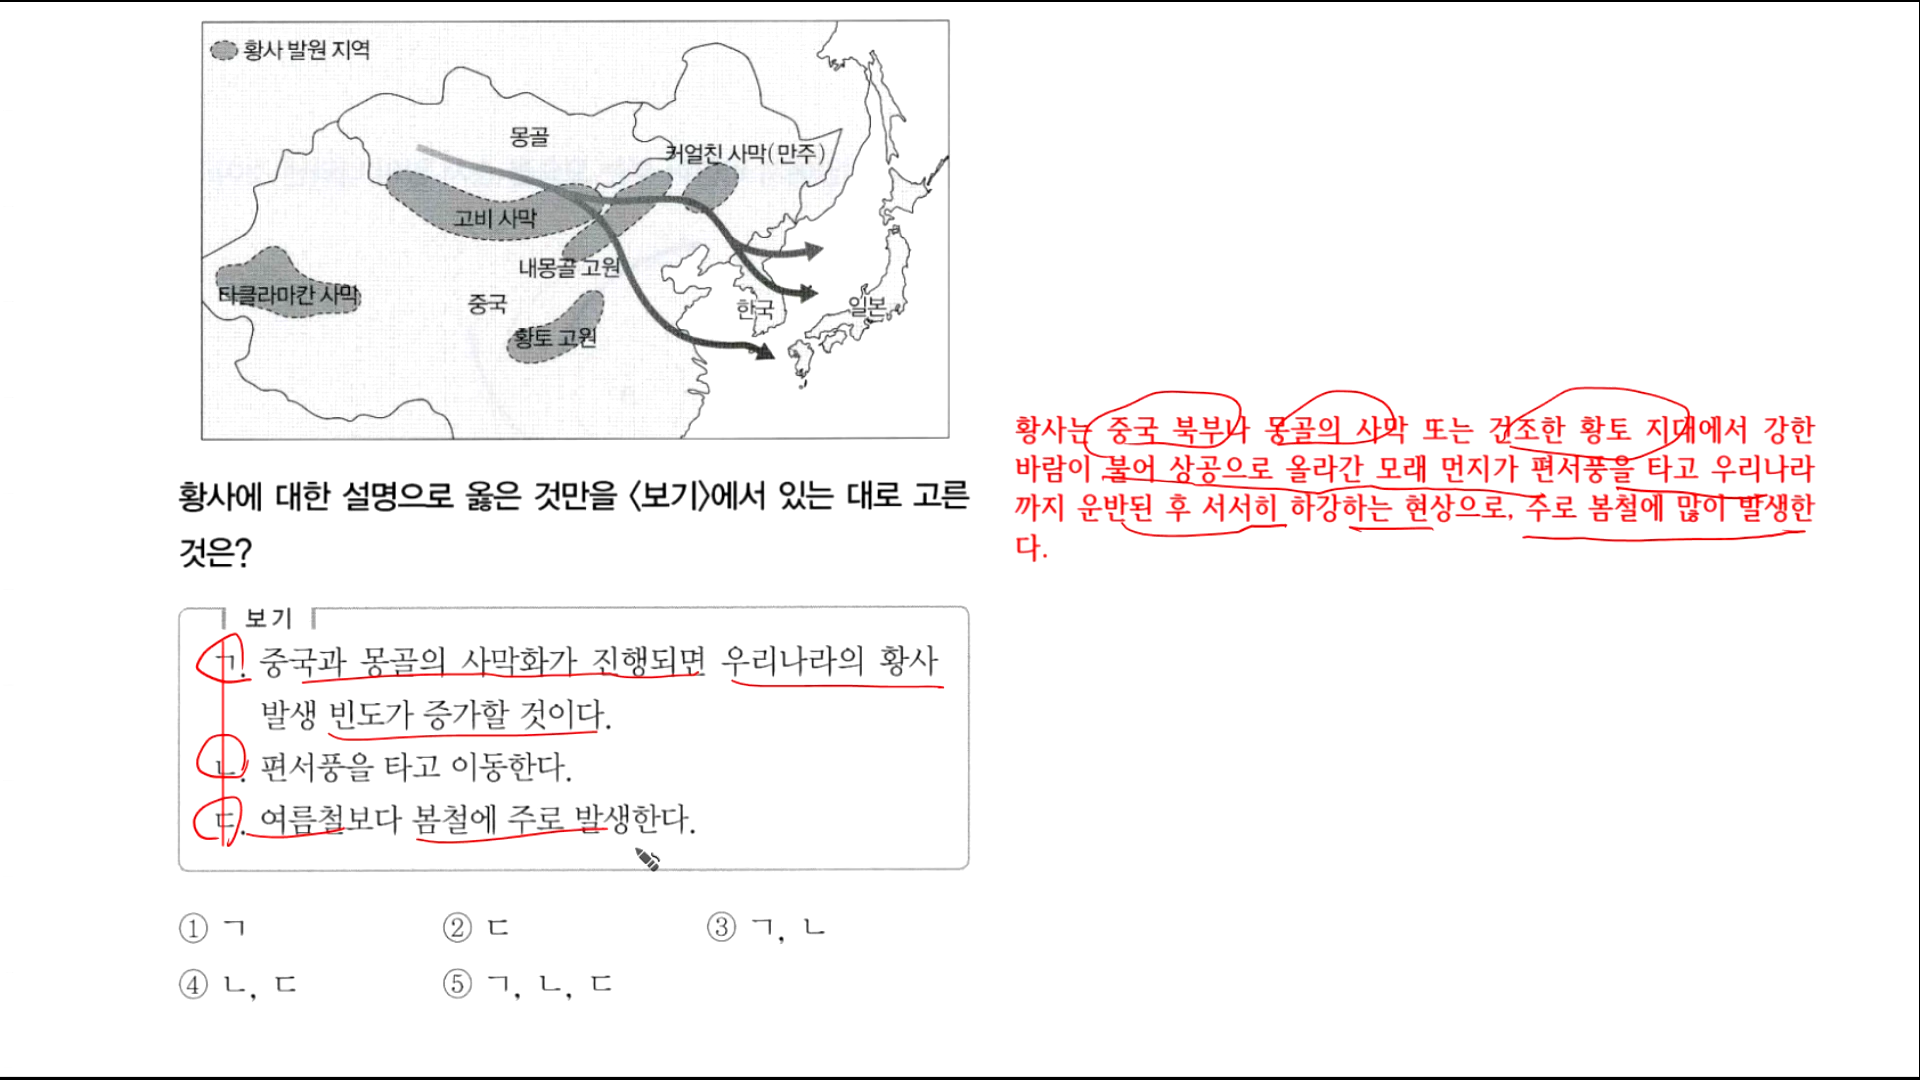 황사 발원 지역
몽골
커얼친 사막(만주)
고비 사막
내몽골 고원
타클라마칸 사막
중국
한국
일본
황토 고원
황사는 중국 북부나 몽골의 사막 또는 건조한 황토 지대에서 강한
바람이 불어 상공으로 올라간 모래 먼지가 편서풍을 타고 우리나라
까지 운반된 후 서서히 하강하는 현상으로, 주로 봄철에 많이 발생한
다.
황사에 대한 설명으로 옳은 것만을 <보기>에서 있는 대로 고른
것은?
보기
ㄱ. 중국과 몽골의 사막화가 진행되면 우리나라의 황사
발생 빈도가 증가할 것이다.
ㄴ. 편서풍을 타고 이동한다.
ㄷ. 여름철보다 봄철에 주로 발생한다.
① ㄱ ② ㄷ ③ ㄱ, ㄴ
④ ㄴ, ㄷ ⑤ ㄱ, ㄴ, ㄷ